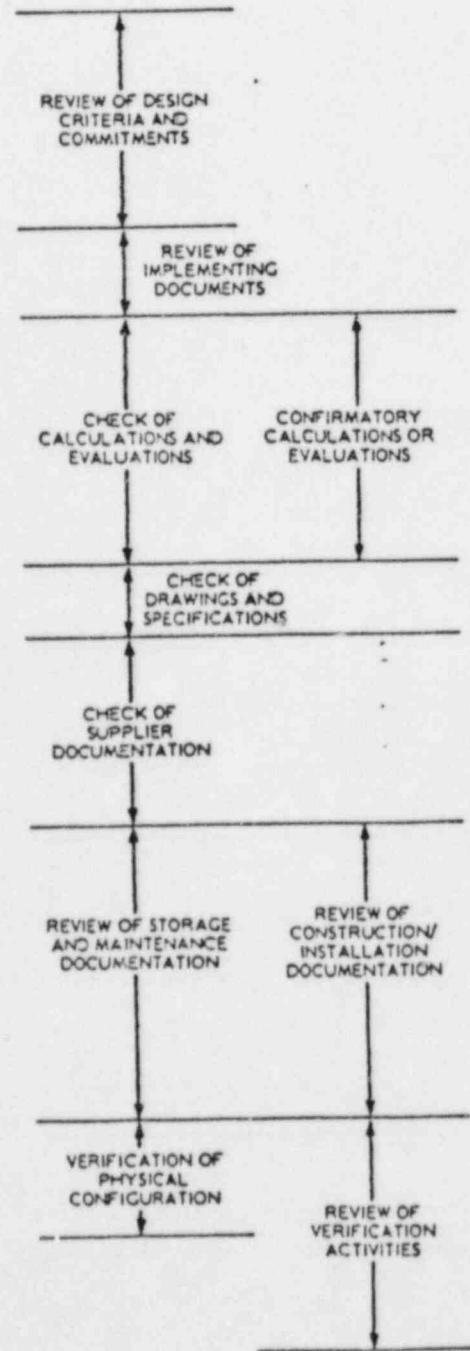 REVIEW OF DESIGN
CRITERIA AND
COMMITMENTS
REVIEW OF
IMPLEMENTING
DOCUMENTS
CHECK OF
CALCULATIONS AND
EVALUATIONS
CONFIRMATORY
CALCULATIONS OR
EVALUATIONS
CHECK OF
DRAWINGS AND
SPECIFICATIONS
CHECK OF
SUPPLIER
DOCUMENTATION
REVIEW OF STORAGE
AND MAINTENANCE
DOCUMENTATION
REVIEW OF
CONSTRUCTION/
INSTALLATION
DOCUMENTATION
VERIFICATION OF
PHYSICAL
CONFIGURATION
REVIEW OF
VERIFICATION
ACTIVITIES